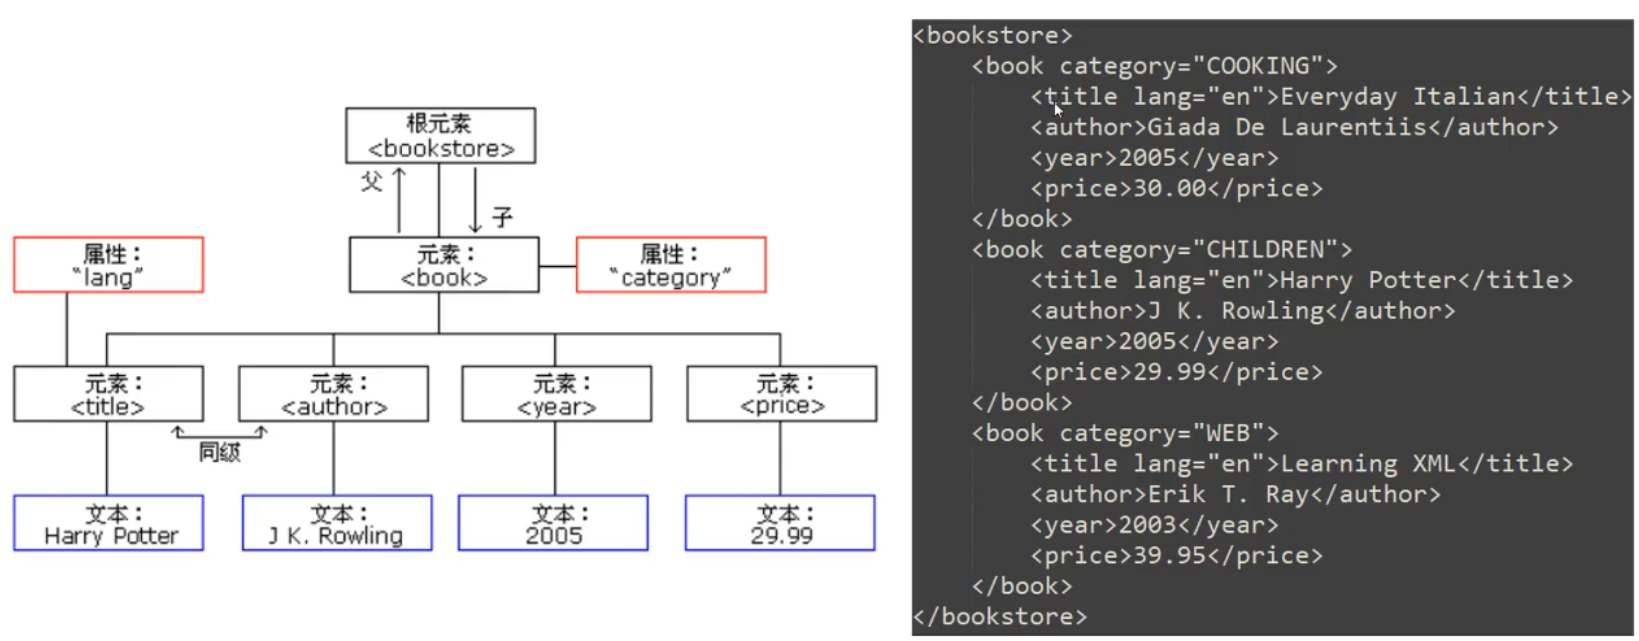 根元素
<bookstore>
父
子
属性：
"lang"
元素：
<book>
属性：
"category"
元素：
<title>
元素：
<author>
元素：
<year>
元素：
<price>
同级
文本：
Harry Potter
文本：
J K. Rowling
文本：
2005
文本：
29.99
<bookstore>
<book category="COOKING">
<title lang="en">Everyday Italian</title>
<author>Giada De Laurentiis</author>
<year>2005</year>
<price>30.00</price>
</book>
<book category="CHILDREN">
<title lang="en">Harry Potter</title>
<author>J K. Rowling</author>
<year>2005</year>
<price>29.99</price>
</book>
<book category="WEB">
<title lang="en">Learning XML</title>
<author>Erik T. Ray</author>
<year>2003</year>
<price>39.95</price>
</book>
</bookstore>